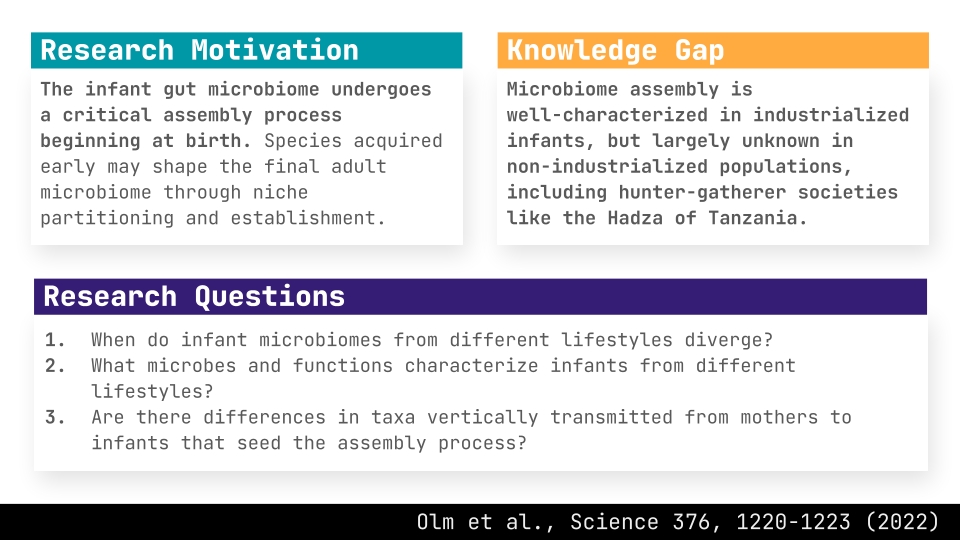 Research Motivation
The infant gut microbiome undergoes
a critical assembly process
beginning at birth. Species acquired
early may shape the final adult
microbiome through niche
partitioning and establishment.
Knowledge Gap
Microbiome assembly is
well-characterized in industrialized
infants, but largely unknown in
non-industrialized populations,
including hunter-gatherer societies
like the Hadza of Tanzania.
Research Questions
1. When do infant microbiomes from different lifestyles diverge?
2. What microbes and functions characterize infants from different
lifestyles?
3. Are there differences in taxa vertically transmitted from mothers to
infants that seed the assembly process?
Olm et al., Science 376, 1220-1223 (2022)